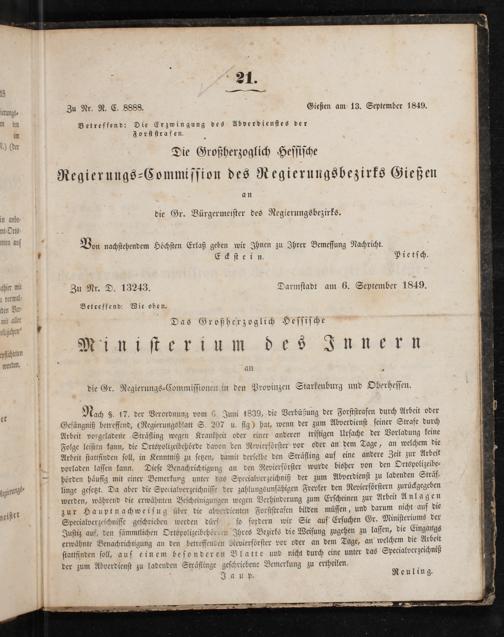 21.
Zu Nr. R. C. 8888. Gießen am 13. September 1849.
Betreffend: Die Erzwingung des Abverdienstes der
Forststrafen.
Die Großherzoglich Hessische
Regierungs-Commission des Regierungsbezirks Gießen
an
die Gr. Bürgermeister des Regierungsbezirks.
Von nachstehendem Höchsten Erlaß geben wir Ihnen zu Ihrer Bemessung Nachricht.
Eckstein. Pietsch.
Zu Nr. D. 13243. Darmstadt am 6. September 1849.
Betreffend: Wie oben.
Das Großherzoglich Hessische
Ministerium des Innern
an
die Gr. Regierungs-Commissionen in den Provinzen Starkenburg und Oberhessen.
Nach §. 17. der Verordnung vom 6. Juni 1839, die Verbüßung der Forststrafen durch Arbeit oder
Gefängniß betreffend, (Regierungsblatt S. 207 u. flg) hat, wenn der zum Abverdienst seiner Strafe durch
Arbeit vorgeladene Sträfling wegen Krankheit oder einer anderen triftigen Ursache der Vorladung keine
Folge leisten kann, die Ortspolizeibehörde davon den Revierförster vor oder an dem Tage, an welchem die
Arbeit stattfinden soll, in Kenntniß zu setzen, damit derselbe den Sträfling auf eine andere Zeit zur Arbeit
vorladen lassen kann. Diese Benachrichtigung an den Revierförster wurde bisher von den Ortspolizeibe-
hörden häufig mit einer Bemerkung unter das Specialverzeichniß der zum Abverdienst zu ladenden Sträf-
linge gesetzt. Da aber die Specialverzeichnisse der zahlungsunfähigen Frevler den Revierförstern zurückgegeben
werden, während die erwähnten Bescheinigungen wegen Verhinderung zum Erscheinen zur Arbeit Anlagen
zur Hauptnachweisung über die abverdienten Forststrafen bilden müssen, und darum nicht auf die
Specialverzeichnisse geschrieben werden so fordern wir Sie auf Ersuchen Gr. Ministeriums der
Justiz auf, den sämmtlichen Ortspolizeibehörden Ihres Bezirks die Weisung zugehen zu lassen, die Eingangs
erwähnte Benachrichtigung an den betreffenden Revierförster vor oder an dem Tage, an welchem die Arbeit
stattfinden soll, auf einem besonderen Blatte und nicht durch eine unter das Specialverzeichniß
der zum Abverdienst zu ladenden Sträflinge geschriebene Bemerkung zu ertheilen.
Jaup. Reuling.